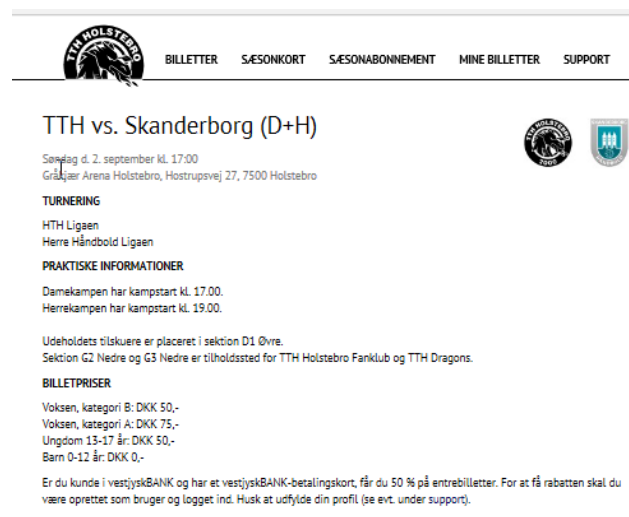 TTH HOLSTEBRO
BILLETTER SÆSONKORT SÆSONABONNEMENT MINE BILLETTER SUPPORT
TTH vs. Skanderborg (D+H)
TTH HOLSTEBRO
2000
Søndag d. 2. september kl. 17:00
Gråkjær Arena Holstebro, Hostrupsvej 27, 7500 Holstebro
TURNERING
HTH Ligaen
Herre Håndbold Ligaen
PRAKTISKE INFORMATIONER
Damekampen har kampstart kl. 17.00.
Herrekampen har kampstart kl. 19.00.
Udeholdets tilskuere er placeret i sektion D1 Øvre.
Sektion G2 Nedre og G3 Nedre er tilholdssted for TTH Holstebro Fanklub og TTH Dragons.
BILLETPRISER
Voksen, kategori B: DKK 50,-
Voksen, kategori A: DKK 75,-
Ungdom 13-17 år: DKK 50,-
Barn 0-12 år: DKK 0,-
Er du kunde i vestjyskBANK og har et vestjyskBANK-betalingskort, får du 50 % på entrebilletter. For at få rabatten skal du
være oprettet som bruger og logget ind. Husk at udfylde din profil (se evt. under support).